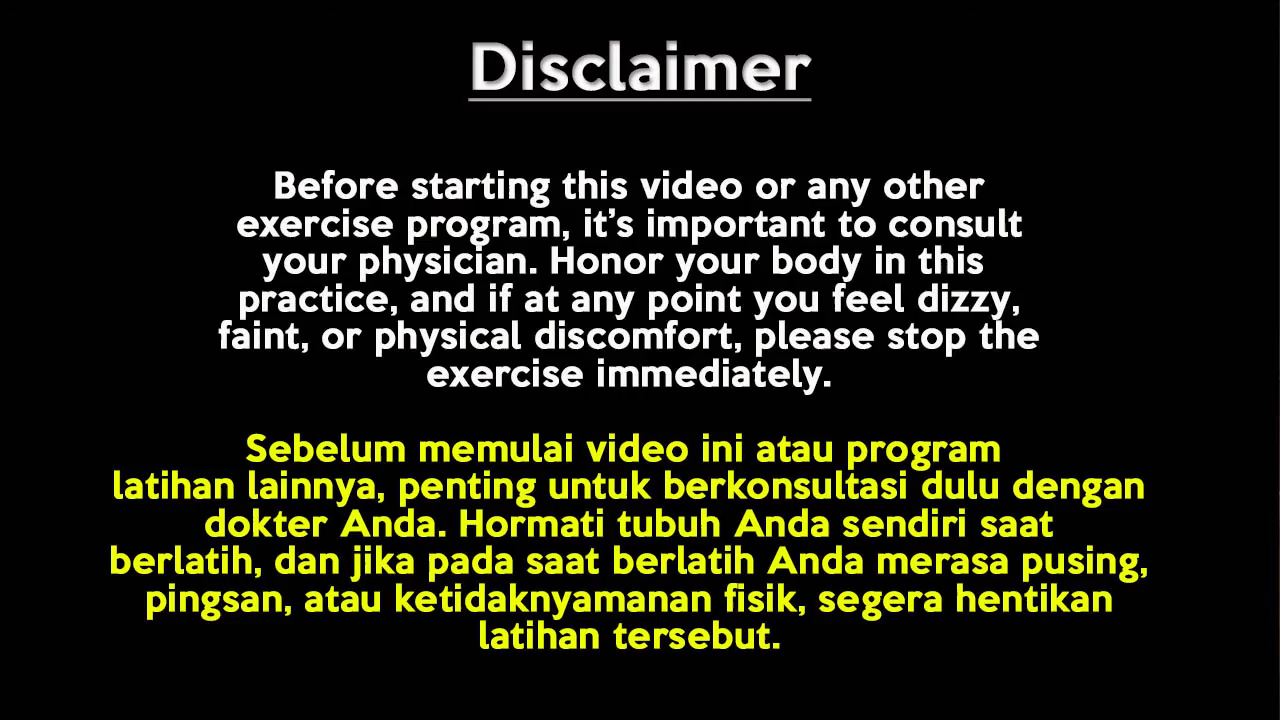 Disclaimer
Before starting this video or any other
exercise program, it's important to consult
your physician. Honor your body in this
practice, and if at any point you feel dizzy,
faint, or physical discomfort, please stop the
exercise immediately.
Sebelum memulai video ini atau program
latihan lainnya, penting untuk berkonsultasi dulu dengan
dokter Anda. Hormati tubuh Anda sendiri saat
berlatih, dan jika pada saat berlatih Anda merasa pusing,
pingsan, atau ketidaknyamanan fisik, segera hentikan
latihan tersebut.